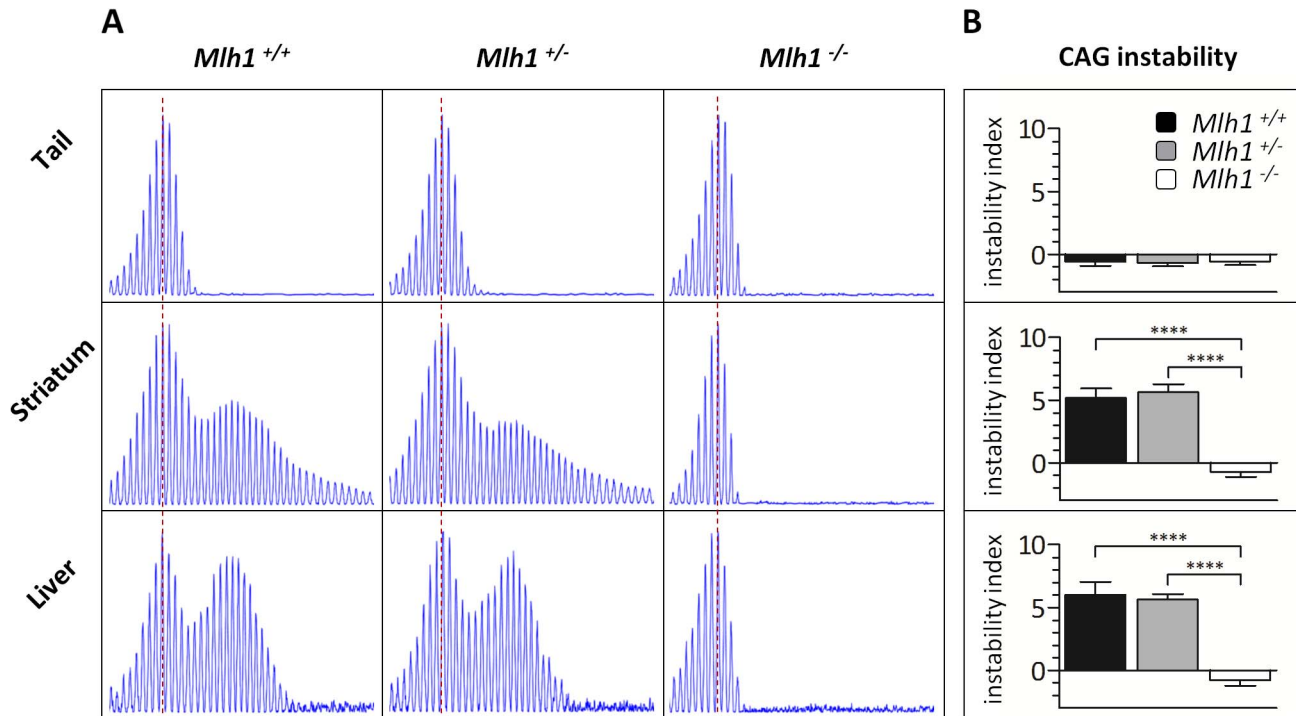 A
B
Mlh1 +/+
Mlh1 +/-
Mlh1 -/-
CAG instability
Tail
instability index
10
5
0
Mlh1 +/+
Mlh1 +/-
Mlh1 -/-
Striatum
instability index
10
5
0
****
****
Liver
instability index
10
5
0
****
****